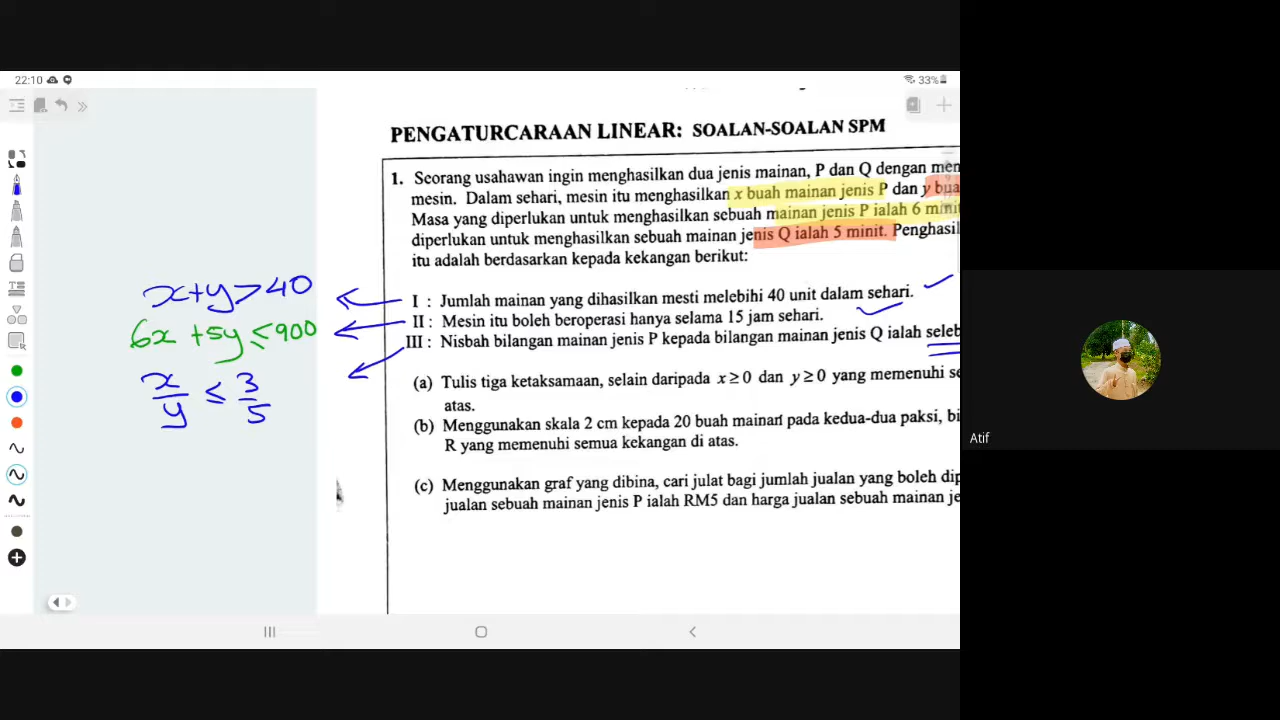 22:10
33%
PENGATURCARAAN LINEAR: SOALAN-SOALAN SPM
1. Seorang usahawan ingin menghasilkan dua jenis mainan, P dan Q dengan men
mesin. Dalam sehari, mesin itu menghasilkan x buah mainan jenis P dan y bua
Masa yang diperlukan untuk menghasilkan sebuah mainan jenis P ialah 6 minit
diperlukan untuk menghasilkan sebuah mainan jenis Q ialah 5 minit. Penghasil
itu adalah berdasarkan kepada kekangan berikut:
x+y>40
I : Jumlah mainan yang dihasilkan mesti melebihi 40 unit dalam sehari.
6x +5y ≤900
II : Mesin itu boleh beroperasi hanya selama 15 jam sehari.
III : Nisbah bilangan mainan jenis P kepada bilangan mainan jenis Q ialah seleb
x/y ≤ 3/5
(a) Tulis tiga ketaksamaan, selain daripada x ≥ 0 dan y ≥ 0 yang memenuhi se
atas.
(b) Menggunakan skala 2 cm kepada 20 buah mainan pada kedua-dua paksi, bi
R yang memenuhi semua kekangan di atas.
(c) Menggunakan graf yang dibina, cari julat bagi jumlah jualan yang boleh dip
jualan sebuah mainan jenis P ialah RM5 dan harga jualan sebuah mainan je
Atif